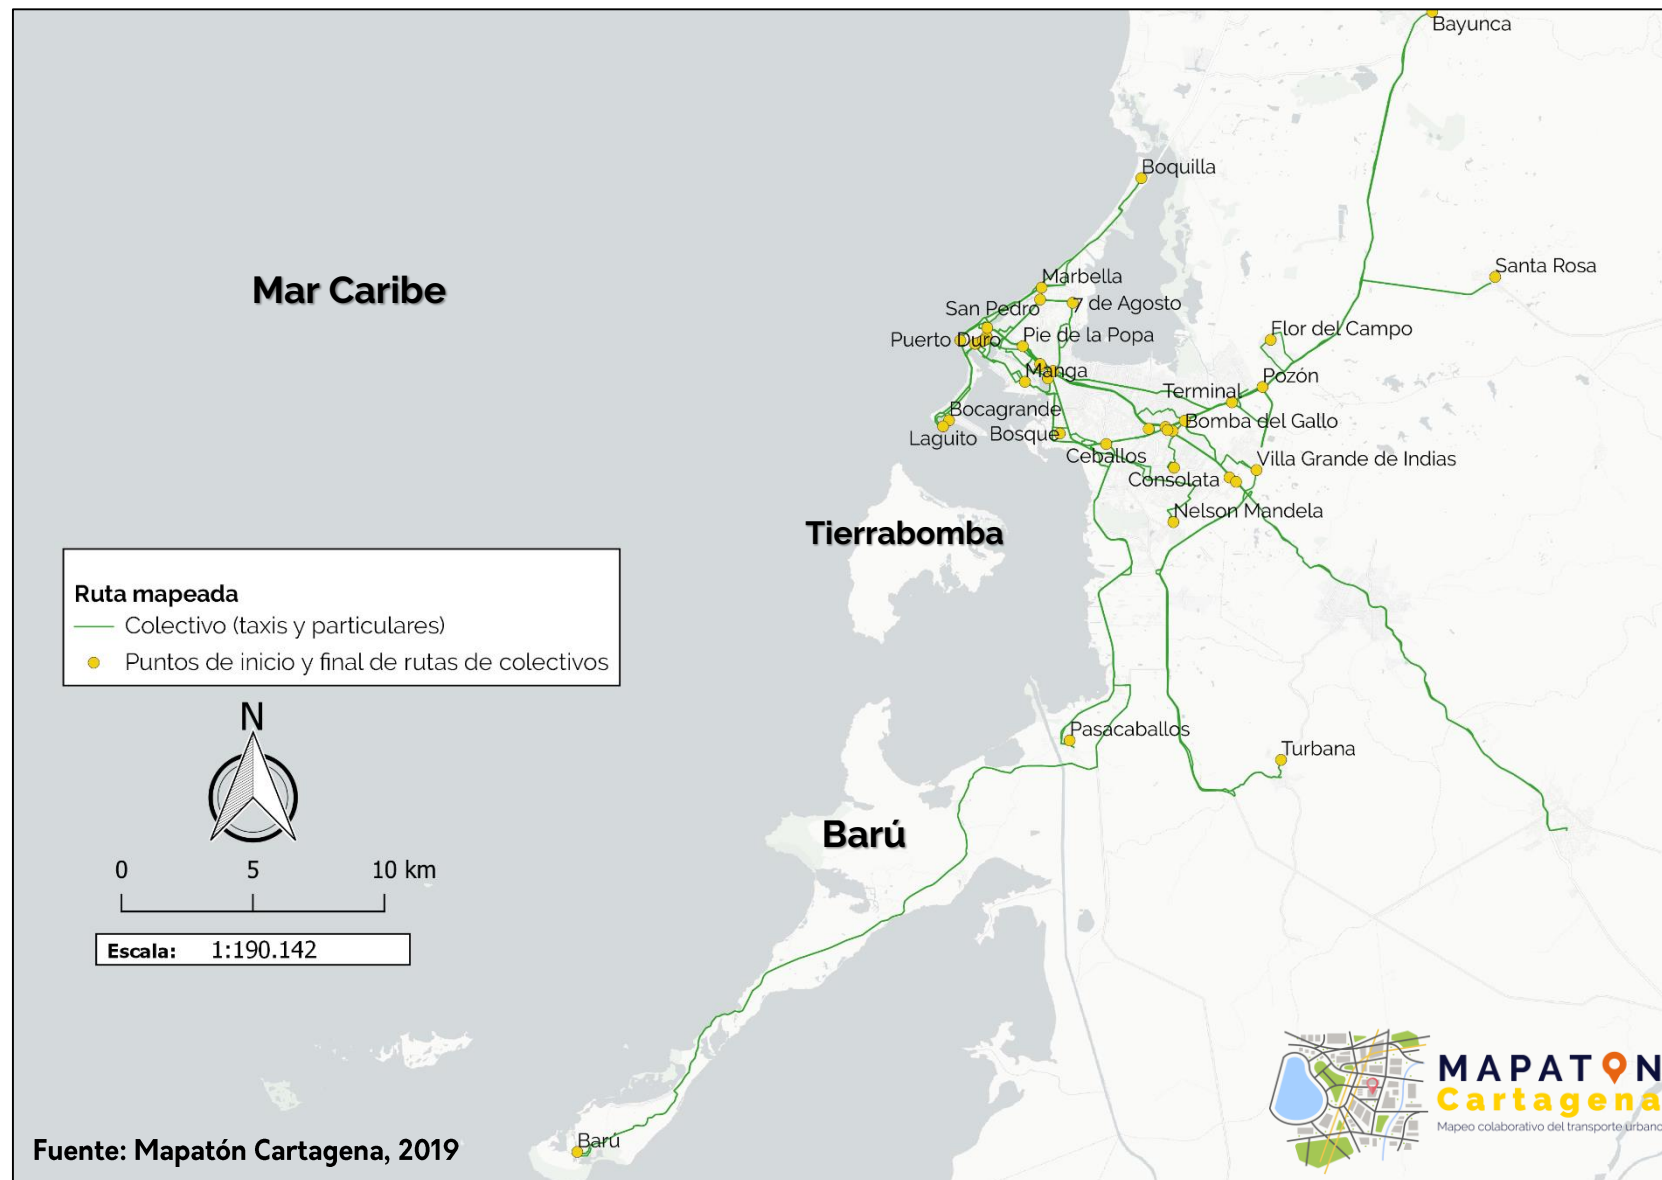 Bayunca
Boquilla
Santa Rosa
Marbella
7 de Agosto
San Pedro
Flor del Campo
Puerto Duro
Pie de la Popa
Manga
Pozón
Terminal
Bocagrande
Bomba del Gallo
Laguito
Bosque
Ceballos
Villa Grande de Indias
Consolata
Nelson Mandela
Mar Caribe
Tierrabomba
Ruta mapeada
Colectivo (taxis y particulares)
Puntos de inicio y final de rutas de colectivos
N
Pasacaballos
Turbana
Barú
0 5 10 km
Escala: 1:190.142
Barú
Fuente: Mapatón Cartagena, 2019
MAPATÓN
Cartagena
Mapeo colaborativo del transporte urbano